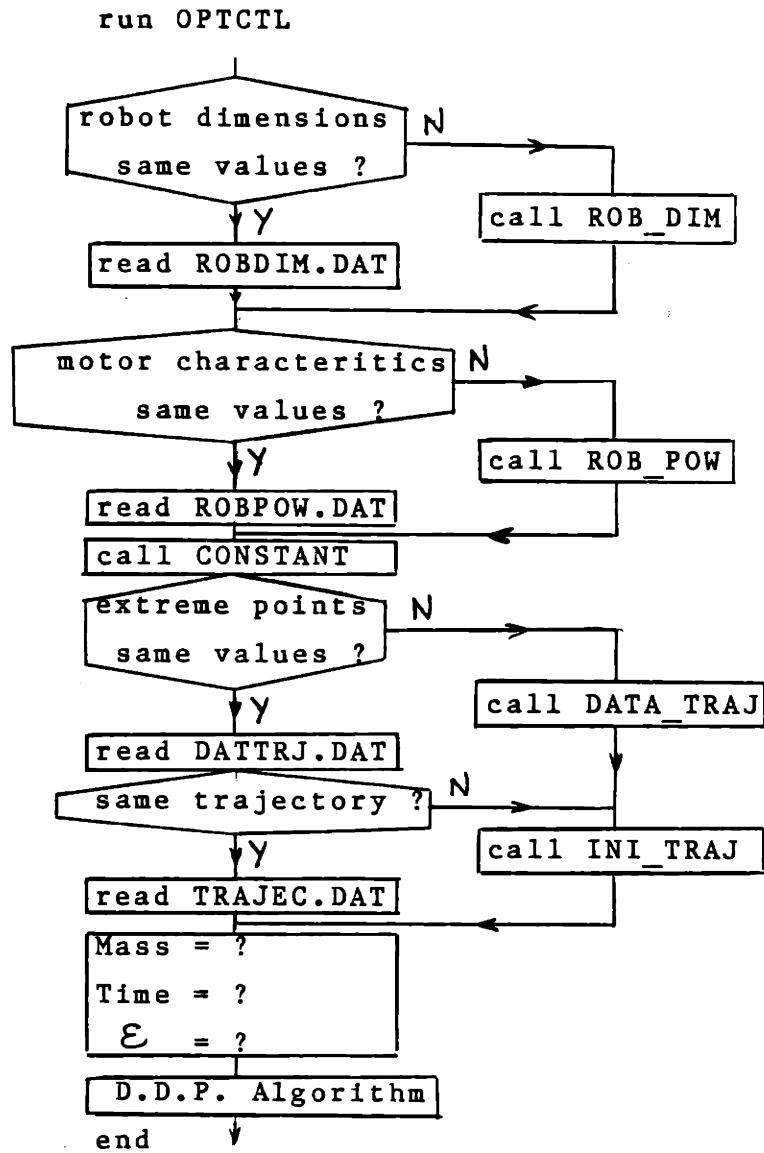 run OPTCTL
robot dimensions
same values ?
N
call ROB_DIM
Y
read ROBDIM.DAT
motor characteritics
same values ?
N
call ROB_POW
Y
read ROBPOW.DAT
call CONSTANT
extreme points
same values ?
N
call DATA_TRAJ
Y
read DATTRJ.DAT
same trajectory ?
N
call INI_TRAJ
Y
read TRAJEC.DAT
Mass = ?
Time = ?
ε = ?
D.D.P. Algorithm
end